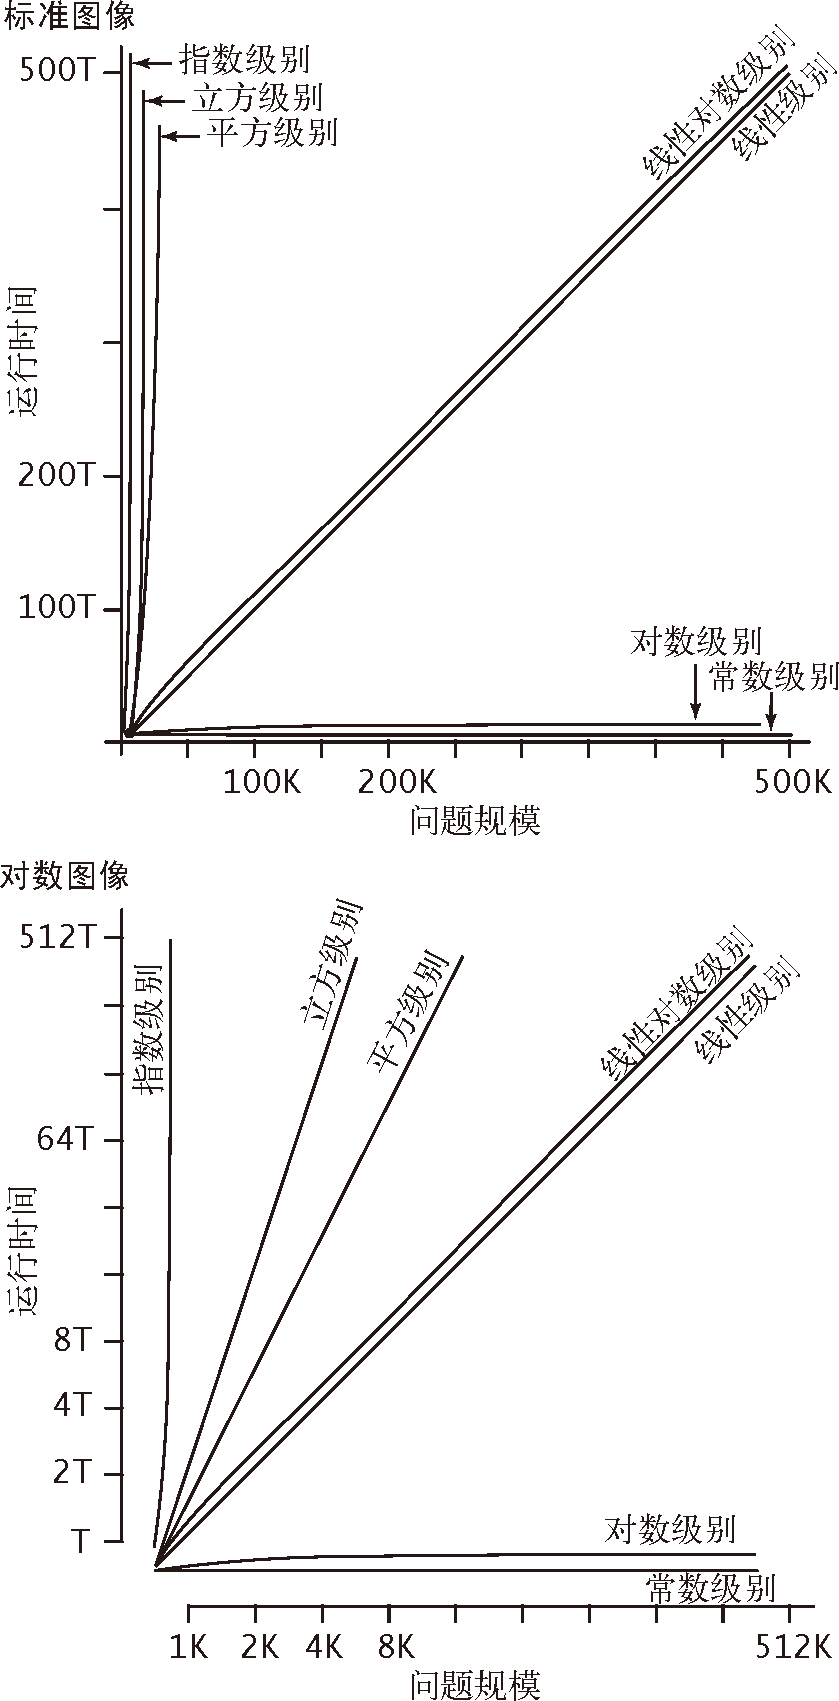 标准图像
500T
指数级别
立方级别
平方级别
线性对数级别
线性级别
运行时间
200T
100T
对数级别
常数级别
100K 200K 500K
问题规模
对数图像
512T
指数级别
立方级别
平方级别
线性对数级别
线性级别
64T
运行时间
8T
4T
2T
T
对数级别
常数级别
1K 2K 4K 8K 512K
问题规模